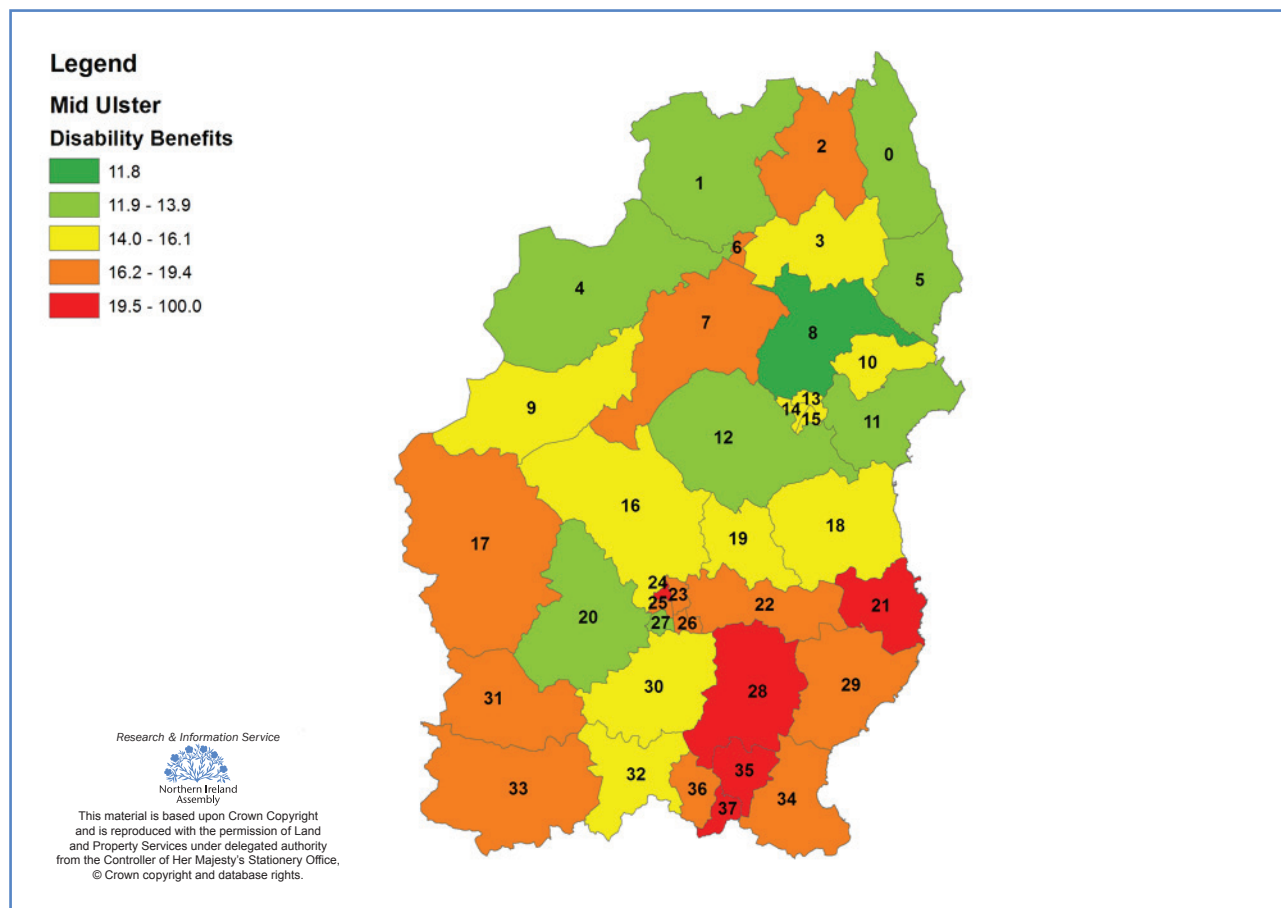 Legend
Mid Ulster
Disability Benefits
11.8
11.9 - 13.9
14.0 - 16.1
16.2 - 19.4
19.5 - 100.0
0
2
1
3
6
5
4
7
8
10
13
9
14
15
11
12
16
18
19
17
24
23
25
22
21
20
27
26
30
28
29
31
35
32
33
36
34
37
Research & Information Service
Northern Ireland
Assembly
This material is based upon Crown Copyright
and is reproduced with the permission of Land
and Property Services under delegated authority
from the Controller of Her Majesty's Stationery Office,
© Crown copyright and database rights.